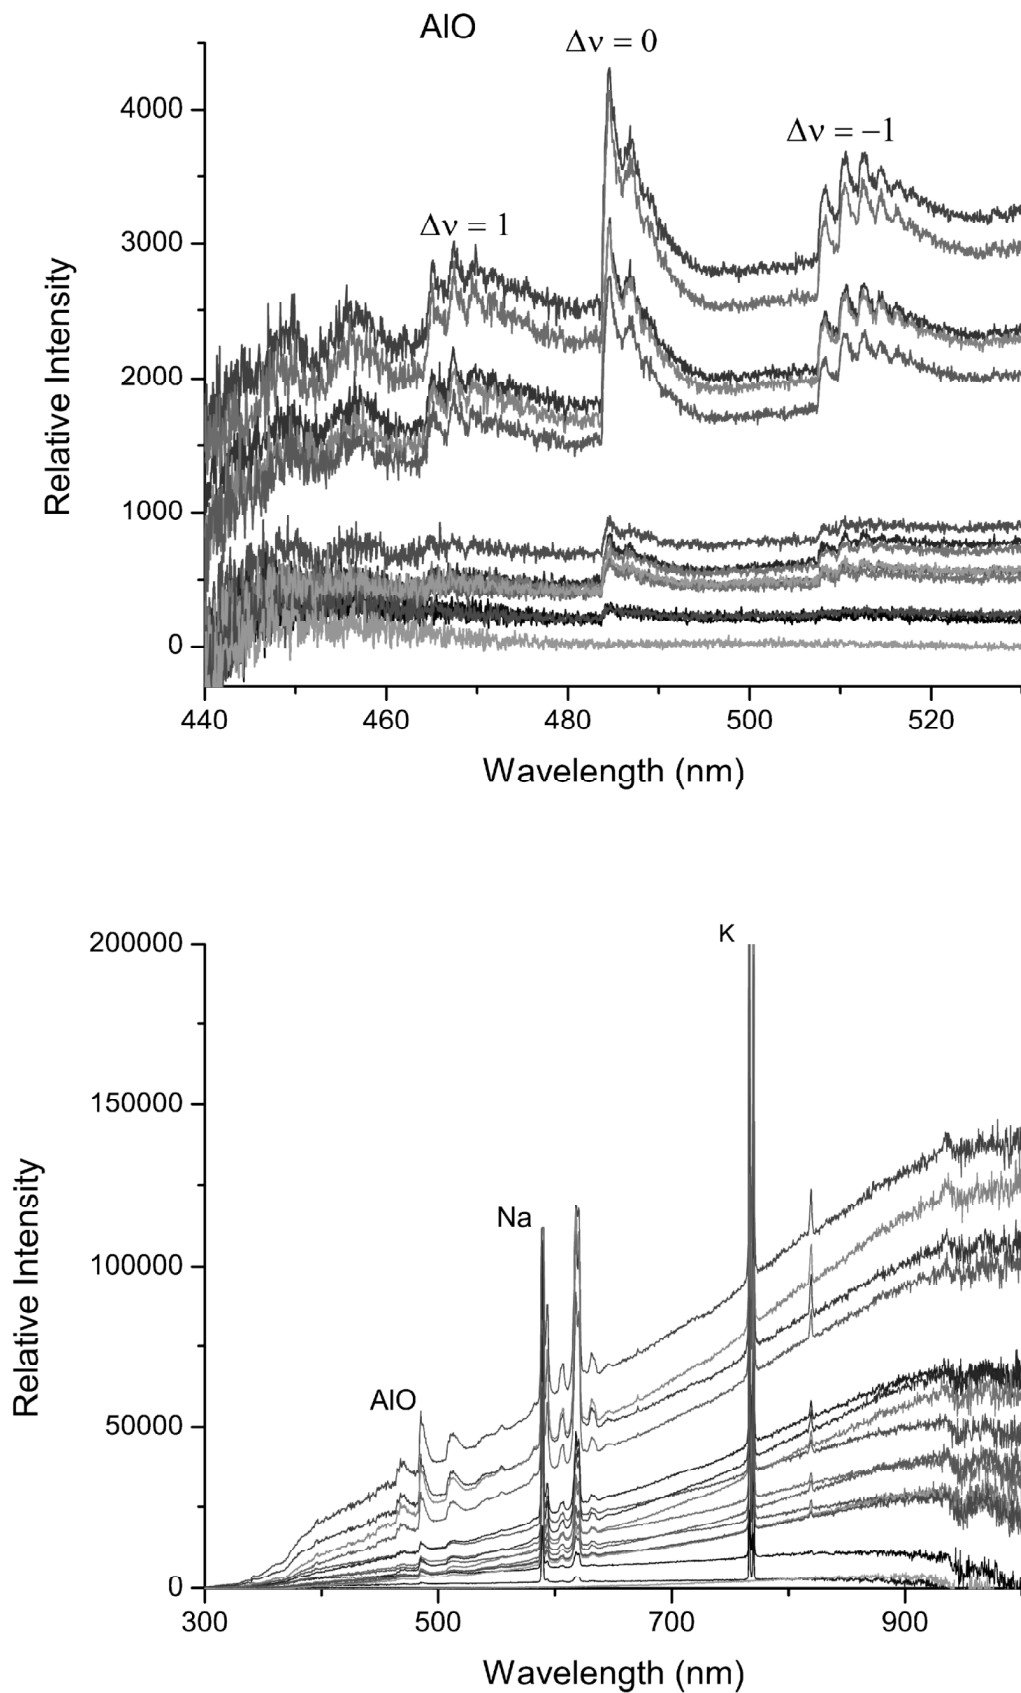 AlO
Δν = 0
Δν = −1
Δν = 1
4000
3000
2000
1000
0
Relative Intensity
440
460
480
500
520
Wavelength (nm)
K
200000
150000
100000
50000
0
Na
AlO
Relative Intensity
300
500
700
900
Wavelength (nm)